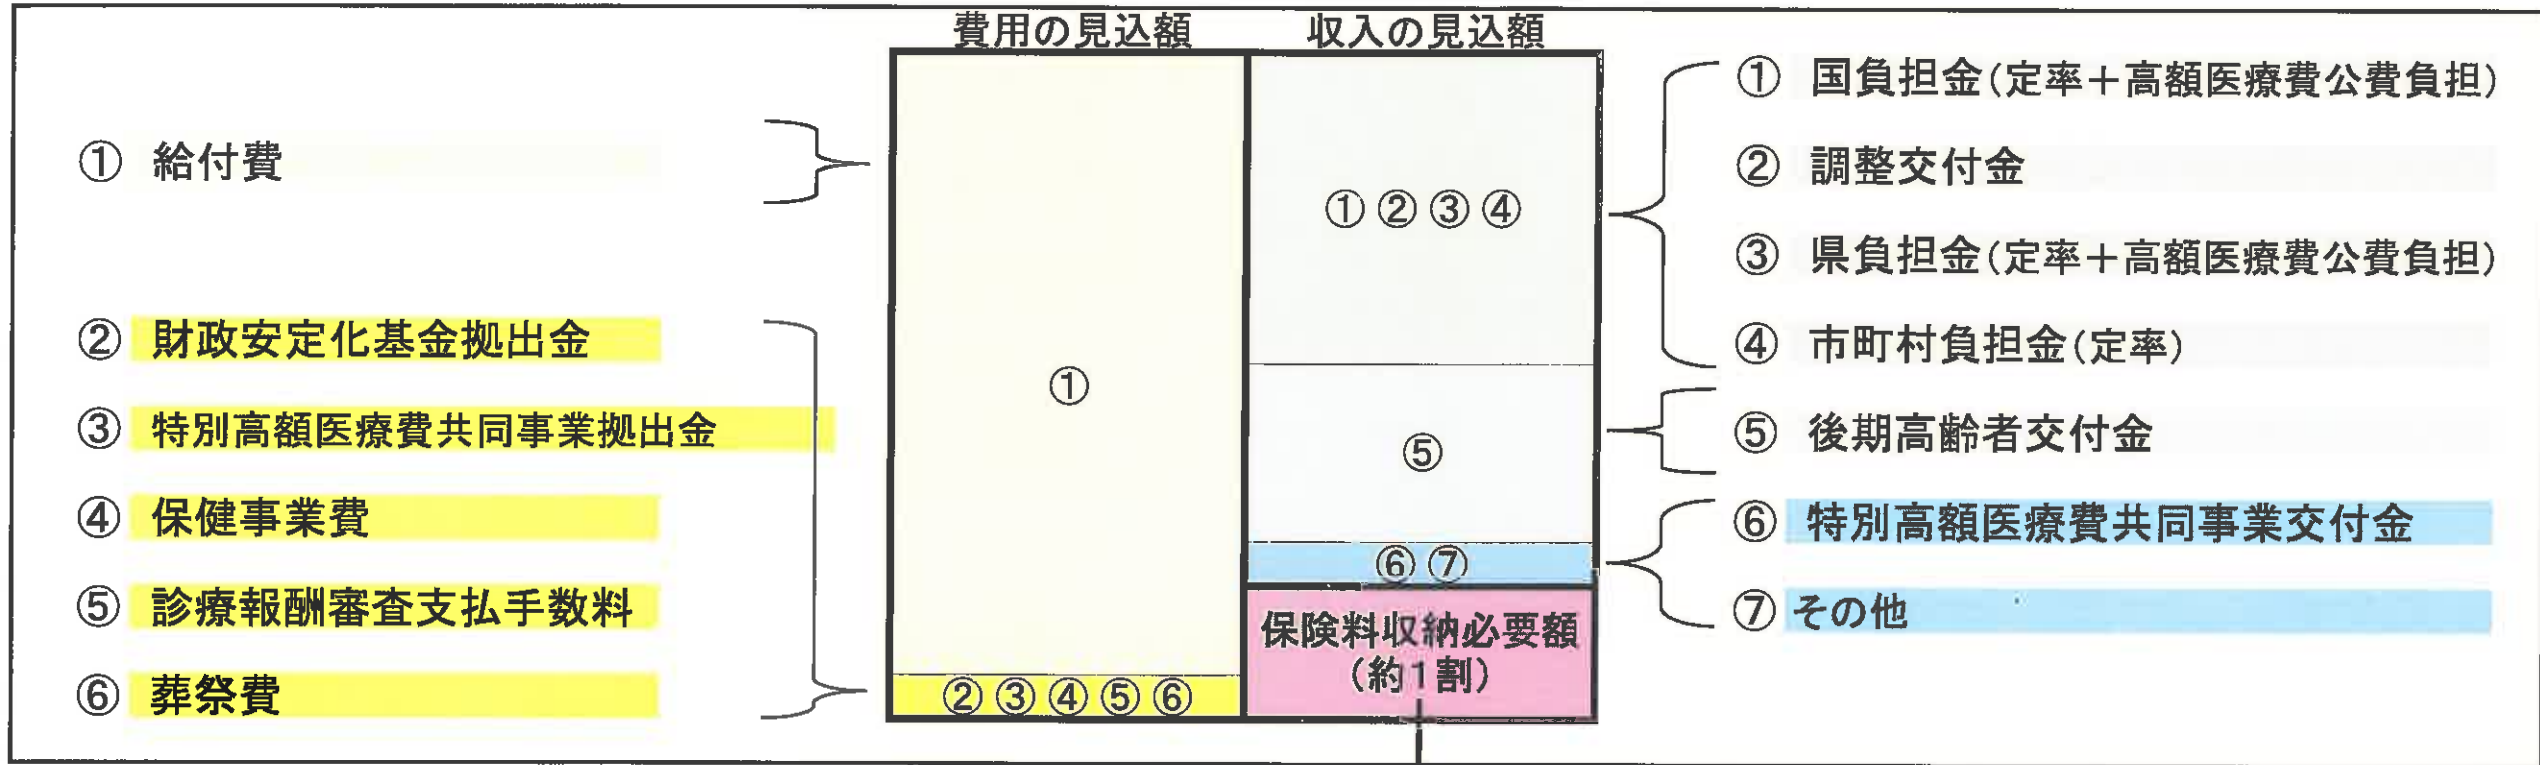 費用の見込額
収入の見込額
① 給付費
② 財政安定化基金拠出金
③ 特別高額医療費共同事業拠出金
④ 保健事業費
⑤ 診療報酬審査支払手数料
⑥ 葬祭費
①
②③④⑤⑥
①②③④
⑤
⑥⑦
保険料収納必要額
(約1割)
① 国負担金(定率+高額医療費公費負担)
② 調整交付金
③ 県負担金(定率+高額医療費公費負担)
④ 市町村負担金(定率)
⑤ 後期高齢者交付金
⑥ 特別高額医療費共同事業交付金
⑦ その他